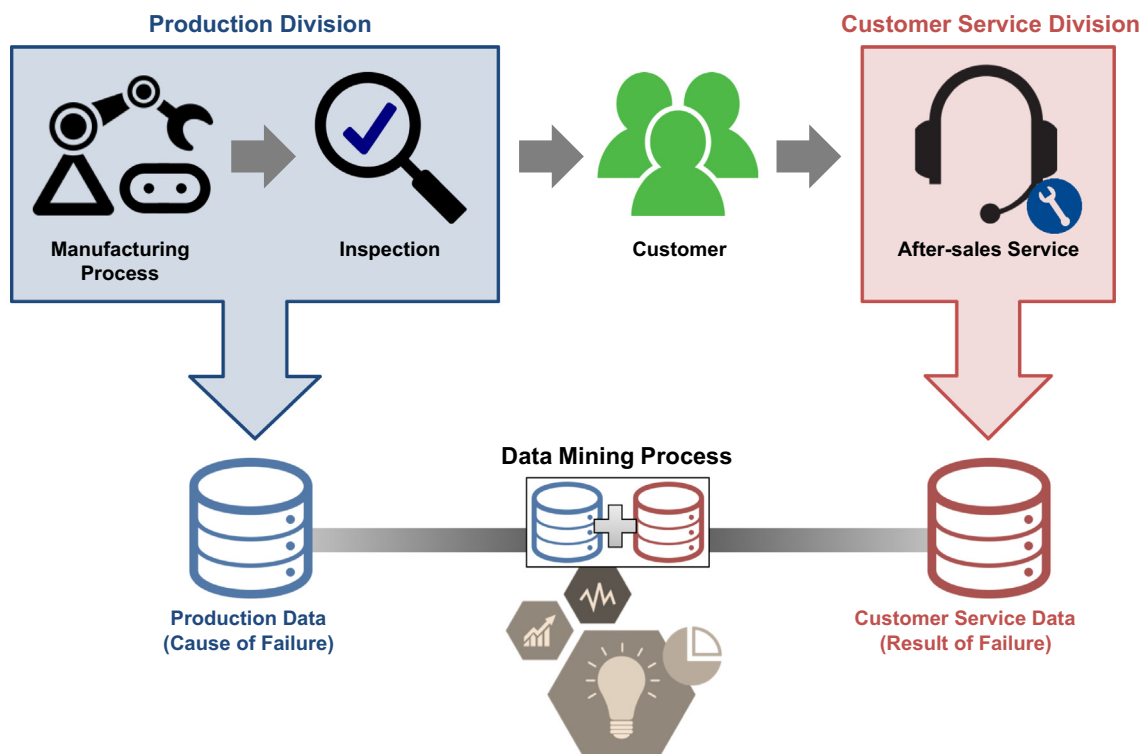 Production Division
Customer Service Division
Manufacturing
Process
Inspection
Customer
After-sales Service
Data Mining Process
Production Data
(Cause of Failure)
Customer Service Data
(Result of Failure)